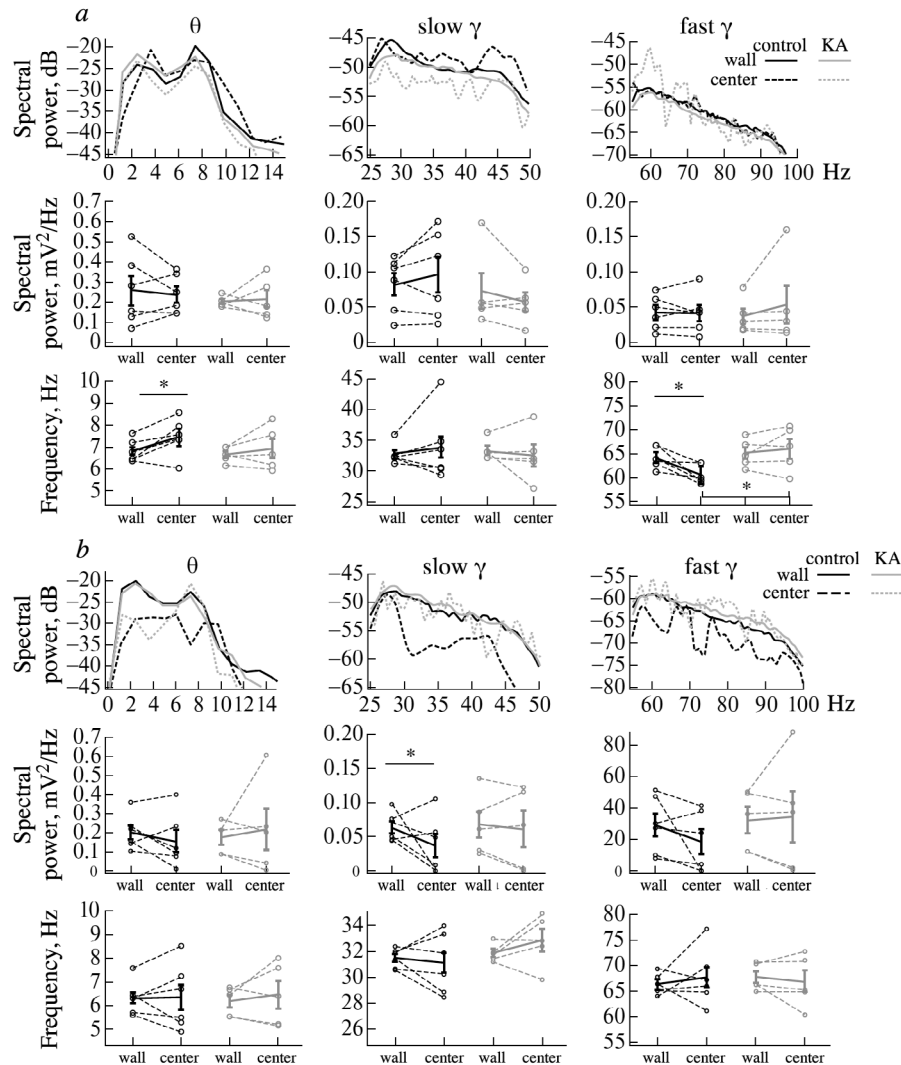 a
θ
slow γ
fast γ
control KA
wall
center
Spectral power, dB
−20
−25
−30
−35
−40
−45
0 2 4 6 8 10 12 14
−45
−50
−55
−60
−65
25 30 35 40 45 50
−45
−50
−55
−60
−65
−70
60 70 80 90 100 Hz
Spectral power, mV²/Hz
0.7
0.6
0.5
0.4
0.3
0.2
0.1
0
wall center wall center
0.20
0.15
0.10
0.05
0
wall center wall center
0.20
0.15
0.10
0.05
0
wall center wall center
Frequency, Hz
10
9
8
7
6
5
*
wall center wall center
45
40
35
30
25
wall center wall center
80
75
70
65
60
55
*
*
wall center wall center
b
θ
slow γ
fast γ
control KA
wall
center
Spectral power, dB
−20
−25
−30
−35
−40
−45
0 2 4 6 8 10 12 14
−45
−50
−55
−60
−65
25 30 35 40 45 50
−55
−60
−65
−70
−75
−80
60 70 80 90 100 Hz
Spectral power, mV²/Hz
0.7
0.6
0.5
0.4
0.3
0.2
0.1
0
wall center wall center
0.20
0.15
0.10
0.05
0
*
wall center wall center
80
60
40
20
0
wall center wall center
Frequency, Hz
10
9
8
7
6
5
wall center wall center
34
32
30
28
26
24
wall center wall center
80
75
70
65
60
55
wall center wall center